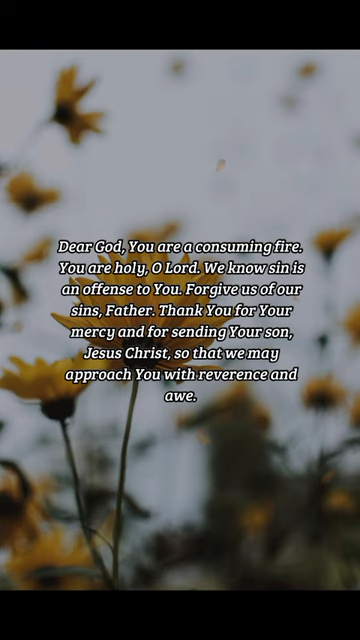 Dear God, You are a consuming fire.
You are holy, O Lord. We know sin is
an offense to You. Forgive us of our
sins, Father. Thank You for Your
mercy and for sending Your son,
Jesus Christ, so that we may
approach You with reverence and
awe.